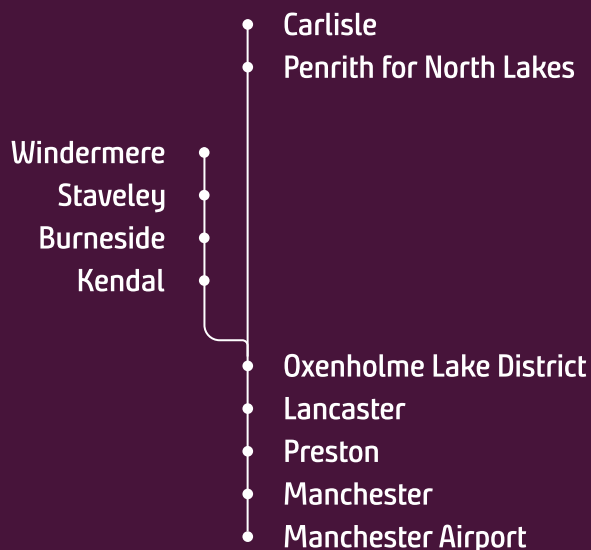 Carlisle
Penrith for North Lakes
Windermere
Staveley
Burneside
Kendal
Oxenholme Lake District
Lancaster
Preston
Manchester
Manchester Airport